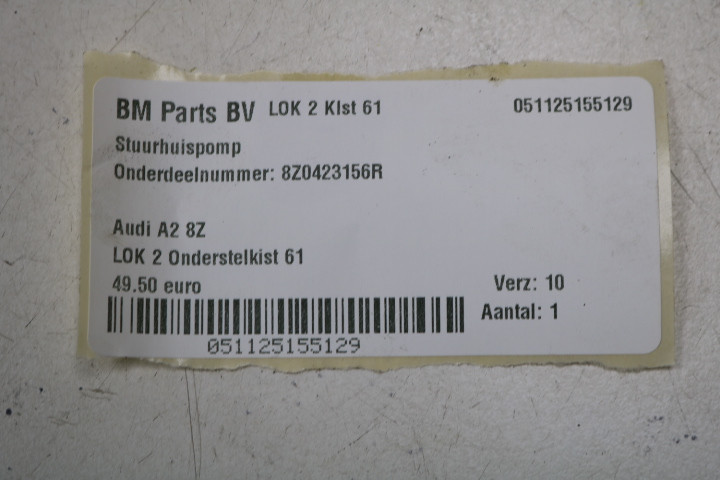 BM Parts BV LOK 2 Klst 61 051125155129
Stuurhuispomp
Onderdeelnummer: 8Z0423156R
Audi A2 8Z
LOK 2 Onderstelkist 61
49.50 euro Verz: 10
Aantal: 1
051125155129